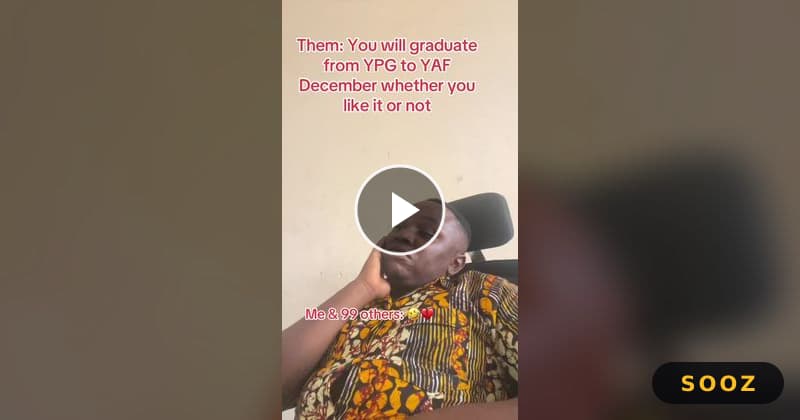 Them: You will graduate
from YPG to YAF
December whether you
like it or not
Me & 99 others:🤣💔
SOOZ